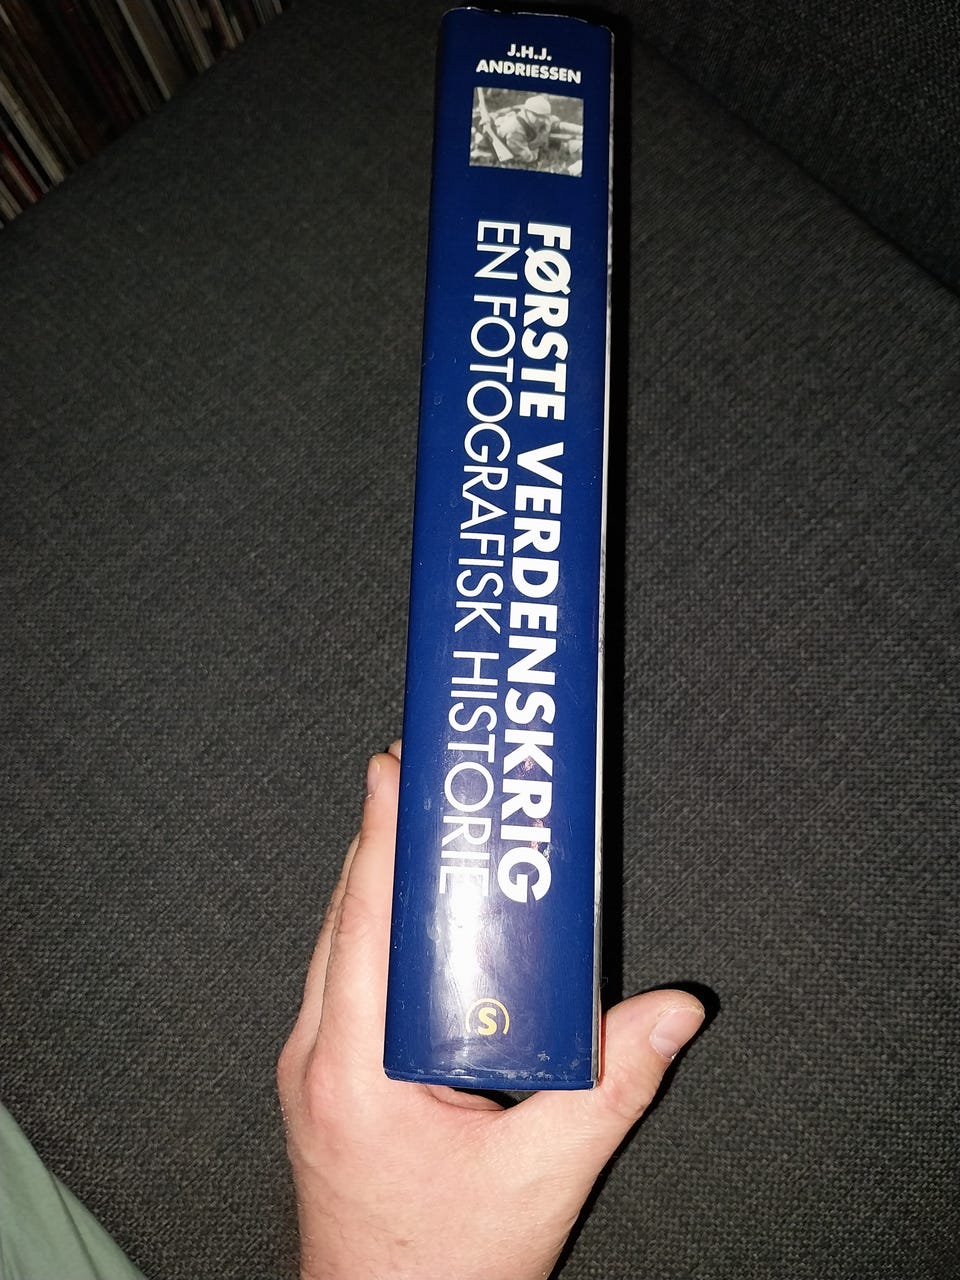 J.H.J.
ANDRIESSEN
FØRSTE VERDENSKRIG
EN FOTOGRAFISK HISTORIE
S